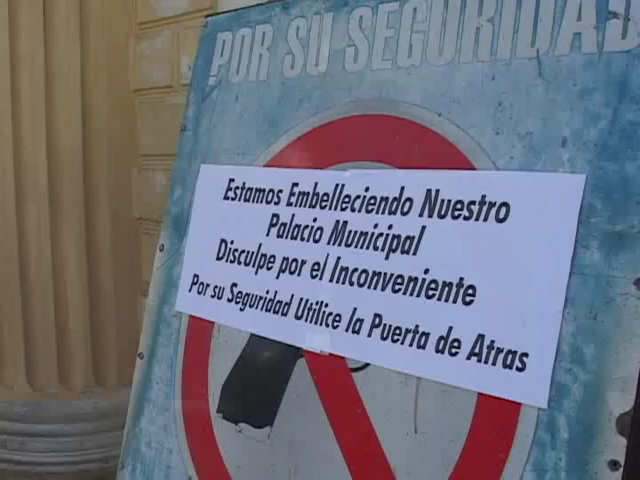 POR SU SEGURIDAD
Estamos Embelleciendo Nuestro
Palacio Municipal
Disculpe por el Inconveniente
Por su Seguridad Utilice la Puerta de Atras